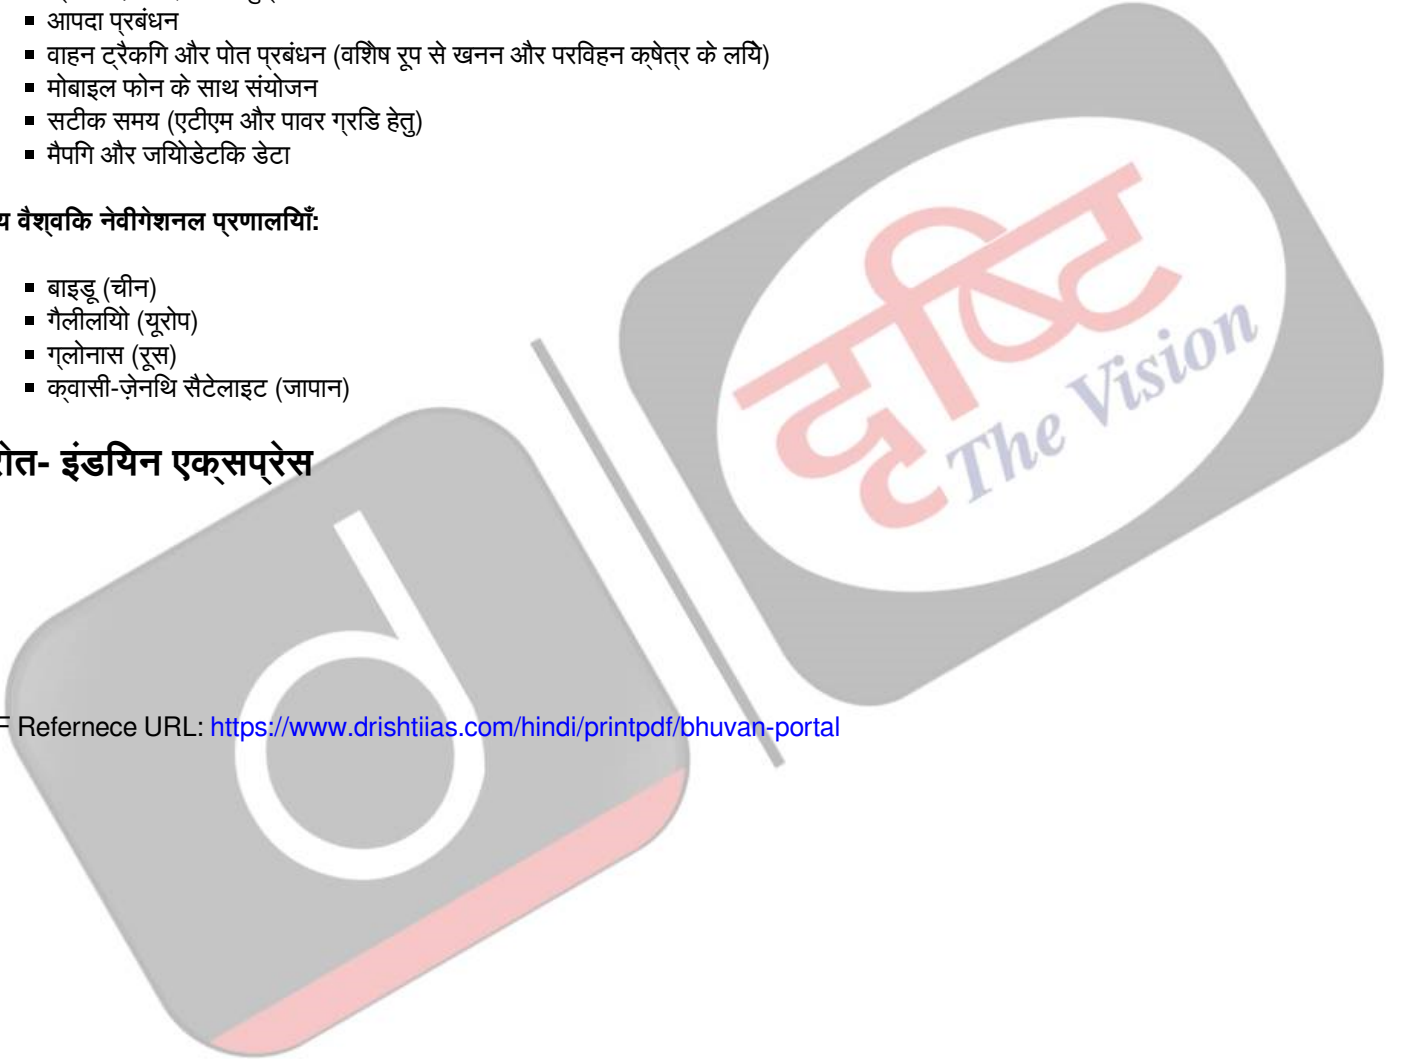 आपदा प्रबंधन
वाहन ट्रैकिंग और पोत प्रबंधन (विशेष रूप से खनन और परिवहन क्षेत्र के लिये)
मोबाइल फोन के साथ संयोजन
सटीक समय (एटीएम और पावर ग्रिड हेतु)
मैपिंग और जियोडेटिक डेटा
य वैश्विक नेवीगेशनल प्रणालियाँ:
बाइडू (चीन)
गैलीलियो (यूरोप)
ग्लोनास (रूस)
क्वासी-ज़ेनिथ सैटेलाइट (जापान)
रोत- इंडियन एक्सप्रेस
F Refernece URL: https://www.drishtiias.com/hindi/printpdf/bhuvan-portal
d
दृष्टि
The Vision